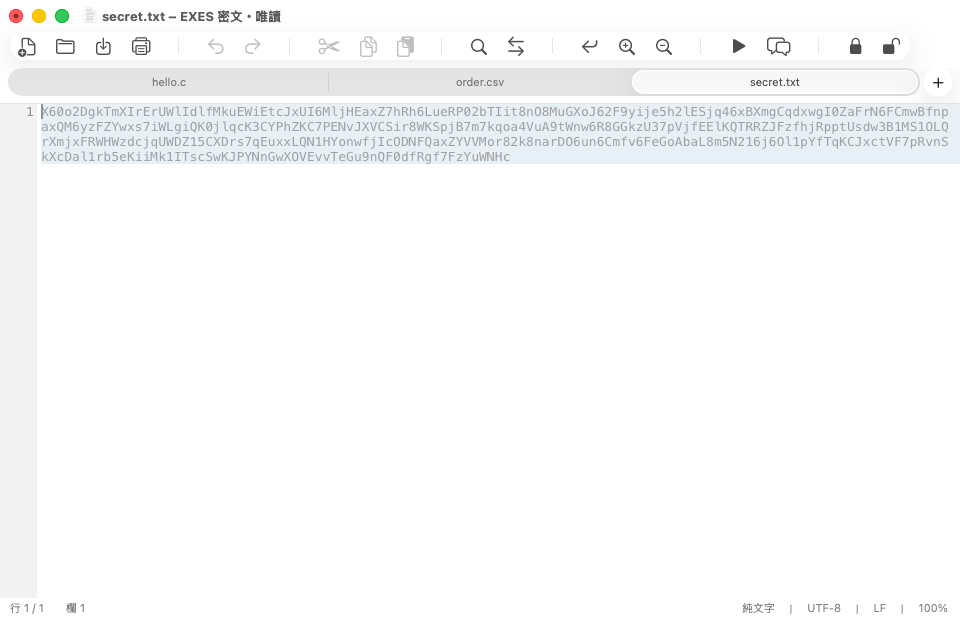 secret.txt – EXES 密文・唯讀
hello.c
order.csv
secret.txt
1
X60o2DgkTmXIrErUWlIdlfMkuEWiEtcJxUI6MljHEaxZ7hRh6LueRP02bTIit8nO8MuGXoJ62F9yije5h2lESjq46xBXmgCqdxwgI0ZaFrN6FCmwBfnp
axQM6yzFZYwxs7iWLgiQK0jlqcK3CYPhZKC7PENvJXVCSir8WKSpjB7m7kqoa4VuA9tWnw6R8GGkzU37pVjfEElKQTRRZJFzfhjRpptUsdw3B1MS1OLQ
rXmjxFRWHWzdcjqUWDZ15CXDrs7qEuxxLQN1HYonwfjIcODNFQaxZYVVMor82k8narDO6un6Cmfv6FeGoAbaL8m5N216j6Ol1pYfTqKCJxctVF7pRvnS
kXcDal1rb5eKiiMk1ITscSwKJPYNnGwXOVEvvTeGu9nQF0dfRgf7FzYuWNHc
行 1 / 1
欄 1
純文字 | UTF-8 | LF | 100%